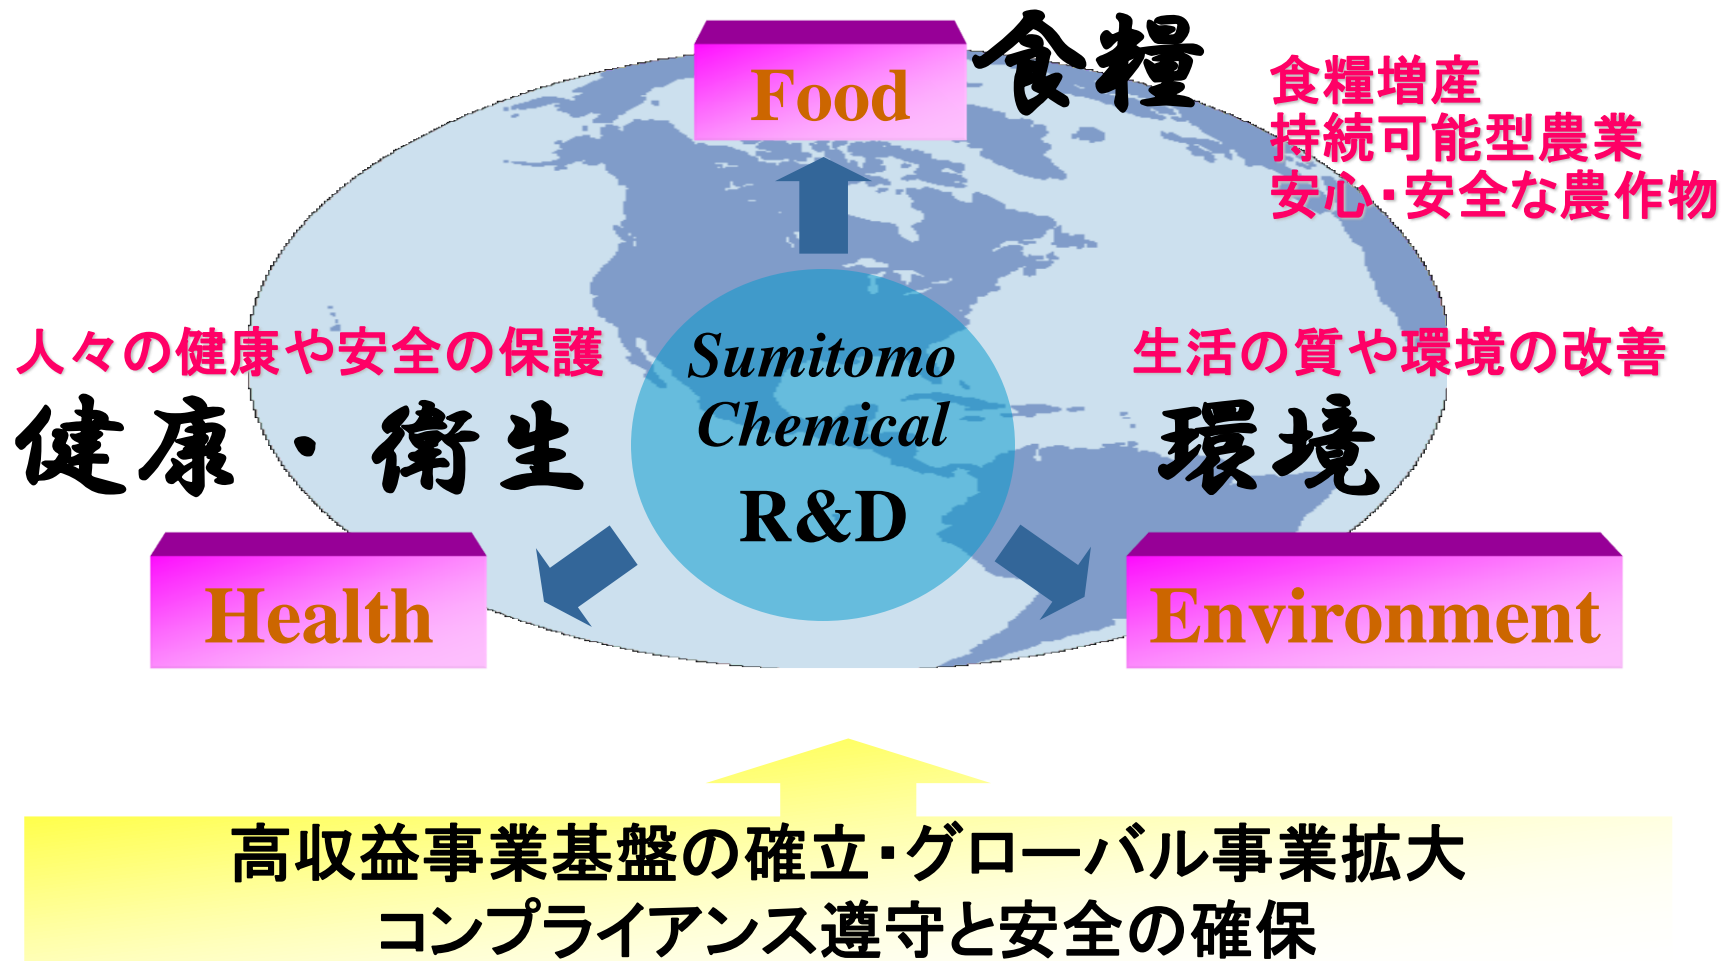 Food
食糧
食糧増産
持続可能型農業
安心・安全な農作物
人々の健康や安全の保護
健康・衛生
Health
Sumitomo
Chemical
R&D
生活の質や環境の改善
環境
Environment
高収益事業基盤の確立・グローバル事業拡大
コンプライアンス遵守と安全の確保